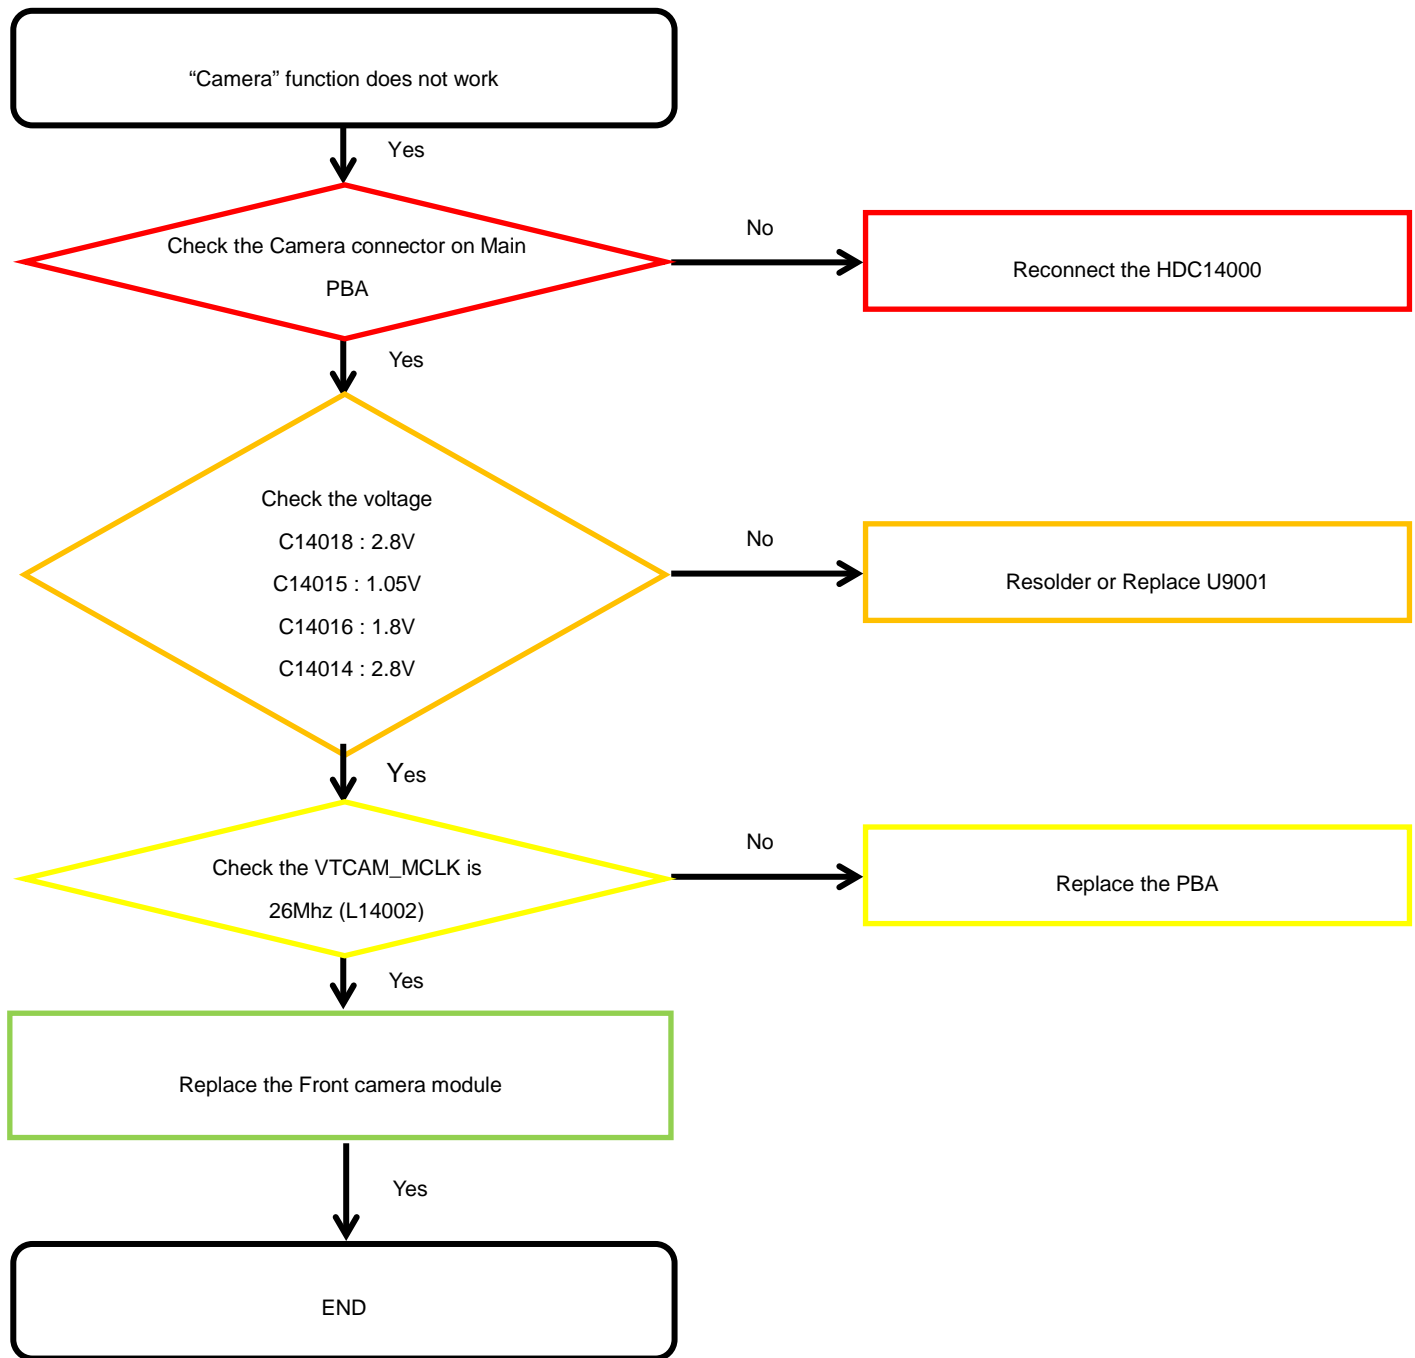 “Camera” function does not work
Yes
Check the Camera connector on Main
PBA
No
Reconnect the HDC14000
Yes
Check the voltage
C14018 : 2.8V
C14015 : 1.05V
C14016 : 1.8V
C14014 : 2.8V
No
Resolder or Replace U9001
Yes
Check the VTCAM_MCLK is
26Mhz (L14002)
No
Replace the PBA
Yes
Replace the Front camera module
Yes
END